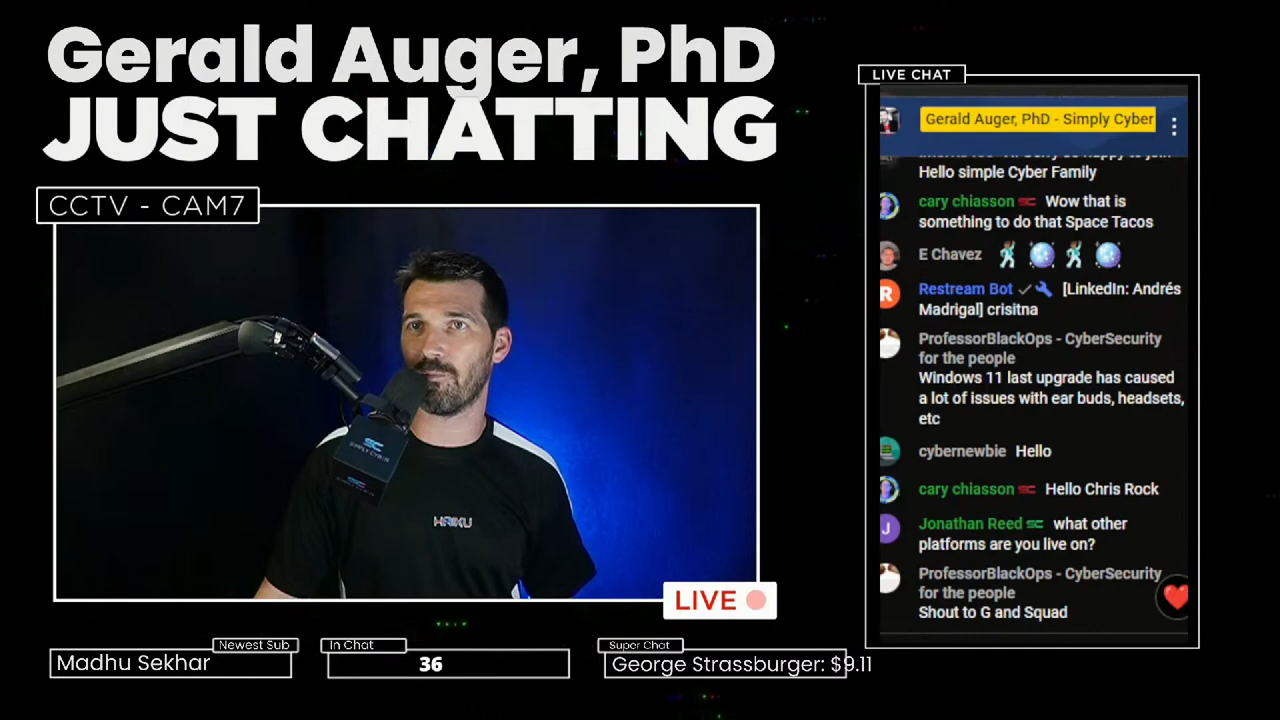 Gerald Auger, PhD
JUST CHATTING
CCTV - CAM7
SIMPLY CYBER
HAIKU
LIVE
Newest Sub
Madhu Sekhar
In Chat
36
Super Chat
George Strassburger: $9.11
LIVE CHAT
Gerald Auger, PhD - Simply Cyber
Hello simple Cyber Family
cary chiasson Wow that is
something to do that Space Tacos
E Chavez 🕺🪩🕺🪩
R
Restream Bot [LinkedIn: Andrés
Madrigal] crisitna
ProfessorBlackOps - CyberSecurity
for the people
Windows 11 last upgrade has caused
a lot of issues with ear buds, headsets,
etc
cybernewbie Hello
cary chiasson Hello Chris Rock
J
Jonathan Reed what other
platforms are you live on?
ProfessorBlackOps - CyberSecurity
for the people
Shout to G and Squad